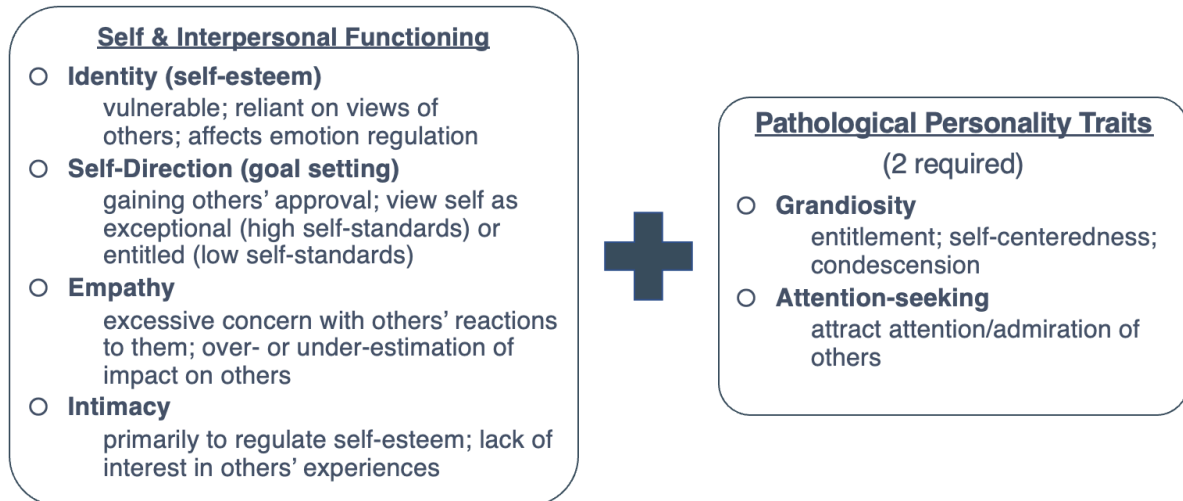 Self & Interpersonal Functioning
Identity (self-esteem)
vulnerable; reliant on views of
others; affects emotion regulation
Self-Direction (goal setting)
gaining others’ approval; view self as
exceptional (high self-standards) or
entitled (low self-standards)
Empathy
excessive concern with others’ reactions
to them; over- or under-estimation of
impact on others
Intimacy
primarily to regulate self-esteem; lack of
interest in others’ experiences
Pathological Personality Traits
(2 required)
Grandiosity
entitlement; self-centeredness;
condescension
Attention-seeking
attract attention/admiration of
others